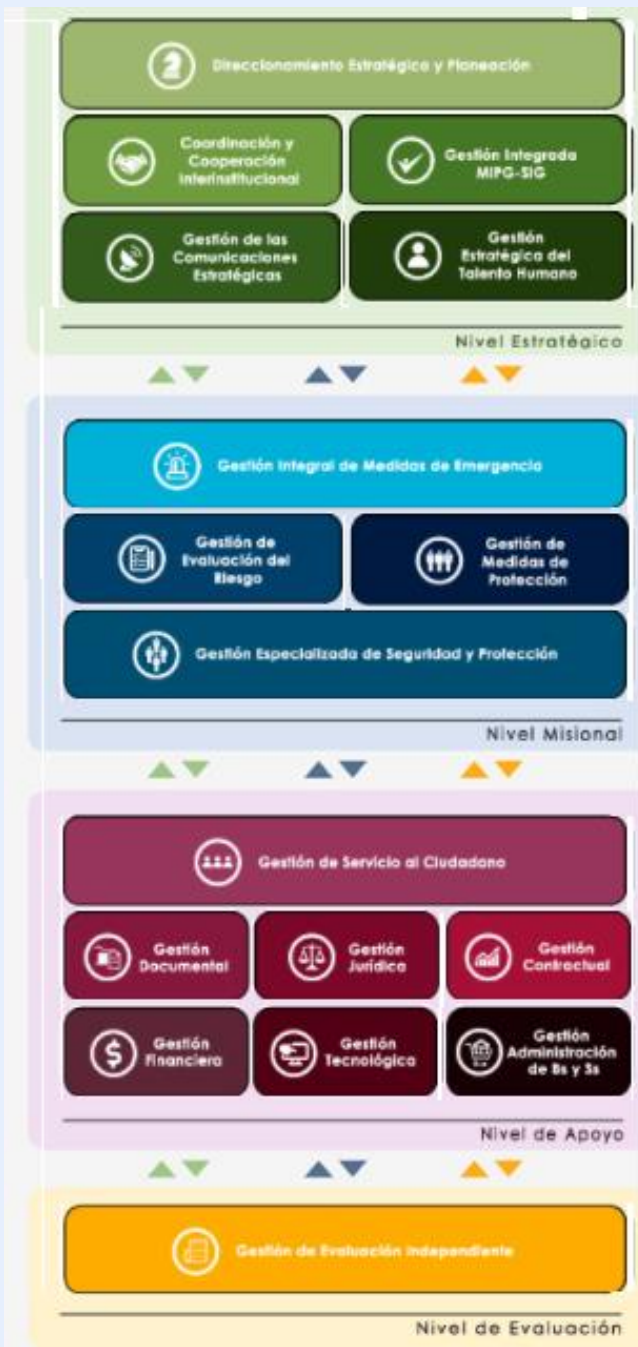 Direccionamiento Estratégico y Planeación
Coordinación y
Cooperación
Interinstitucional
Gestión Integrada
MIPG-SIG
Gestión de las
Comunicaciones
Estratégicas
Gestión
Estratégica del
Talento Humano
Nivel Estratégico
Gestión Integral de Medidas de Emergencia
Gestión de
Evaluación del
Riesgo
Gestión de
Medidas de
Protección
Gestión Especializada de Seguridad y Protección
Nivel Misional
Gestión de Servicio al Ciudadano
Gestión
Documental
Gestión
Jurídica
Gestión
Contractual
Gestión
Financiera
Gestión
Tecnológica
Gestión
Administración
de Bs y Ss
Nivel de Apoyo
Gestión de Evaluación Independiente
Nivel de Evaluación